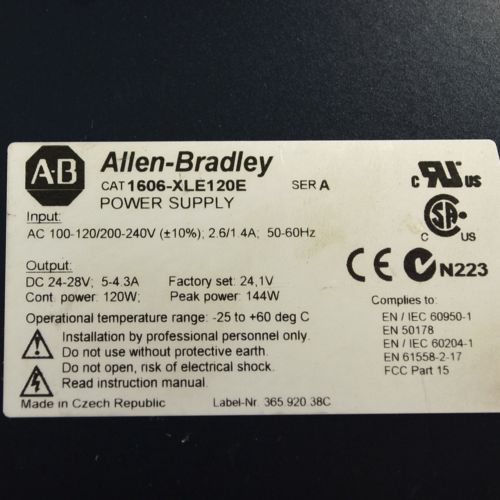 A-B Allen-Bradley
CAT 1606-XLE120E SER A
POWER SUPPLY
Input:
AC 100-120/200-240V (±10%); 2.6/1.4A; 50-60Hz
Output:
DC 24-28V; 5-4.3A Factory set: 24,1V
Cont. power: 120W; Peak power: 144W
Operational temperature range: -25 to +60 deg C
Installation by professional personnel only.
Do not use without protective earth.
Do not open, risk of electrical shock.
Read instruction manual.
Made in Czech Republic Label-Nr. 365 920 38C
C RU US
C SA US
CE N223
Complies to:
EN / IEC 60950-1
EN 50178
EN / IEC 60204-1
EN 61558-2-17
FCC Part 15